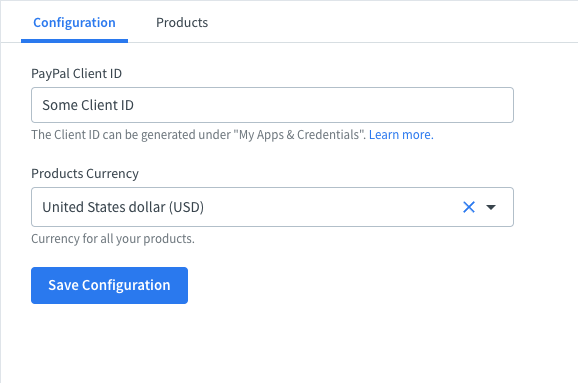 Configuration Products
PayPal Client ID
Some Client ID
The Client ID can be generated under "My Apps & Credentials". Learn more.
Products Currency
United States dollar (USD)
Currency for all your products.
Save Configuration